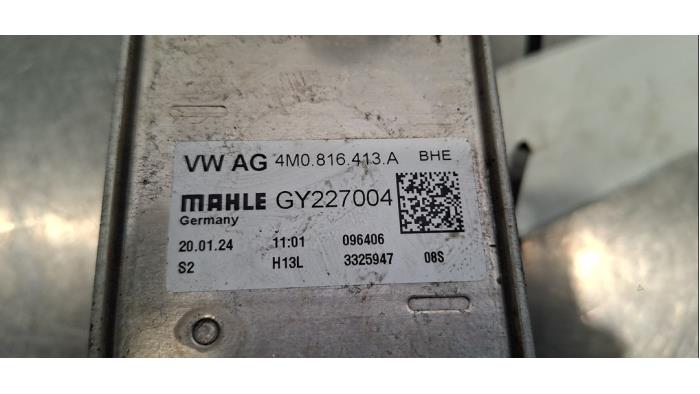 VW AG 4M0.816.413.A BHE
MAHLE GY227004
Germany
20.01.24 11:01 096406
S2 H13L 3325947 08S